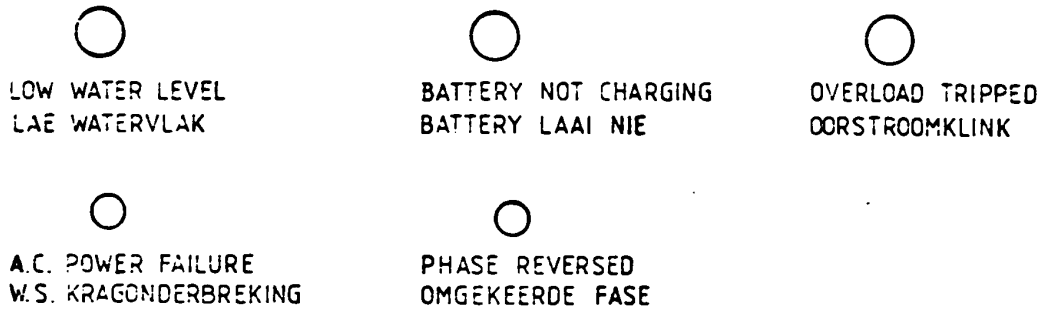 LOW WATER LEVEL
LAE WATERVLAK
BATTERY NOT CHARGING
BATTERY LAAI NIE
OVERLOAD TRIPPED
OORSTROOMKLINK
A.C. POWER FAILURE
W.S. KRAGONDERBREKING
PHASE REVERSED
OMGEKEERDE FASE